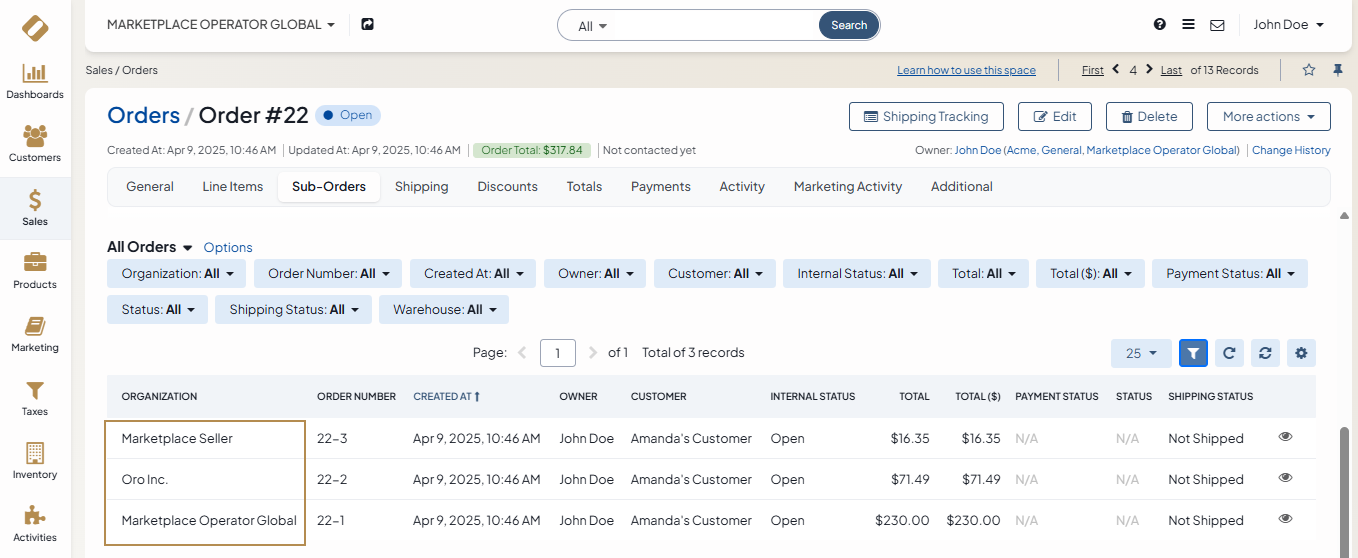 MARKETPLACE OPERATOR GLOBAL
All
Search
John Doe
Sales / Orders
Learn how to use this space
First 4 Last of 13 Records
Dashboards
Customers
Sales
Products
Marketing
Taxes
Inventory
Activities
Orders / Order #22 Open
Shipping Tracking
Edit
Delete
More actions
Created At: Apr 9, 2025, 10:46 AM Updated At: Apr 9, 2025, 10:46 AM Order Total: $317.84 Not contacted yet
Owner: John Doe (Acme, General, Marketplace Operator Global) Change History
General Line Items Sub-Orders Shipping Discounts Totals Payments Activity Marketing Activity Additional
All Orders Options
Organization: All Order Number: All Created At: All Owner: All Customer: All Internal Status: All Total: All Total ($): All Payment Status: All
Status: All Shipping Status: All Warehouse: All
Page: 1 of 1 Total of 3 records 25
ORGANIZATION ORDER NUMBER CREATED AT OWNER CUSTOMER INTERNAL STATUS TOTAL TOTAL ($) PAYMENT STATUS STATUS SHIPPING STATUS
Marketplace Seller 22-3 Apr 9, 2025, 10:46 AM John Doe Amanda's Customer Open $16.35 $16.35 N/A N/A Not Shipped
Oro Inc. 22-2 Apr 9, 2025, 10:46 AM John Doe Amanda's Customer Open $71.49 $71.49 N/A N/A Not Shipped
Marketplace Operator Global 22-1 Apr 9, 2025, 10:46 AM John Doe Amanda's Customer Open $230.00 $230.00 N/A N/A Not Shipped